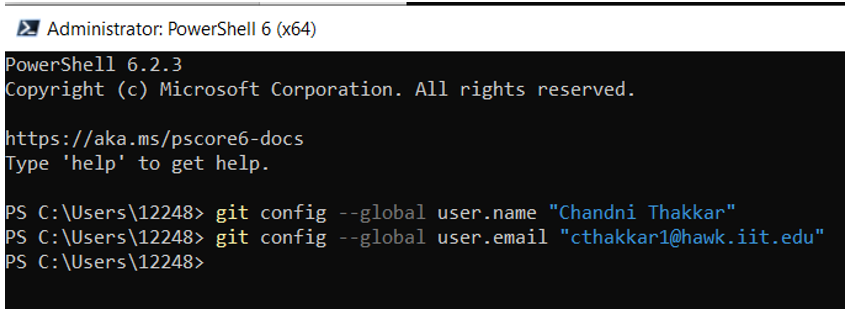 Administrator: PowerShell 6 (x64)
PowerShell 6.2.3
Copyright (c) Microsoft Corporation. All rights reserved.
https://aka.ms/pscore6-docs
Type 'help' to get help.
PS C:\Users\12248> git config --global user.name "Chandni Thakkar"
PS C:\Users\12248> git config --global user.email "cthakkar1@hawk.iit.edu"
PS C:\Users\12248>